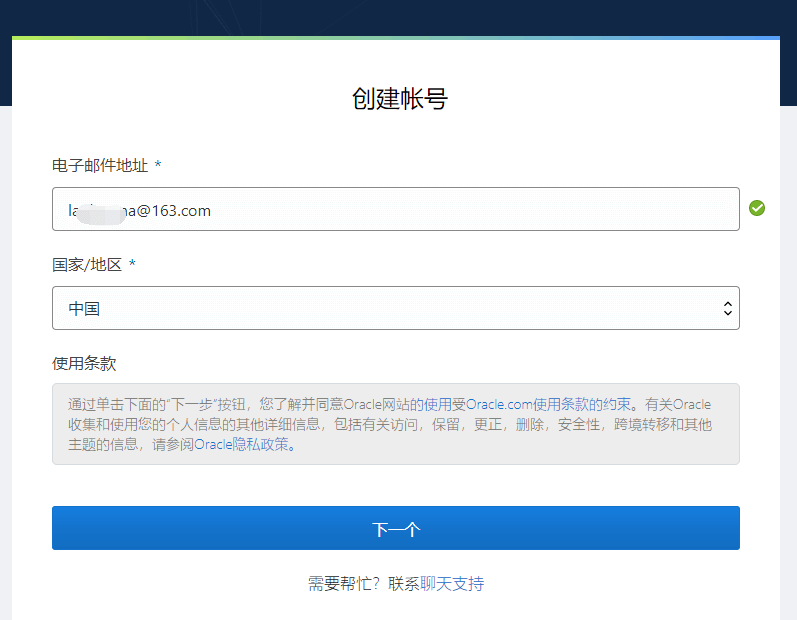 创建帐号
电子邮件地址 *
la    na@163.com
国家/地区 *
中国
使用条款
通过单击下面的“下一步”按钮，您了解并同意Oracle网站的使用受Oracle.com使用条款的约束。有关Oracle
收集和使用您的个人信息的其他详细信息，包括有关访问，保留，更正，删除，安全性，跨境转移和其他
主题的信息，请参阅Oracle隐私政策。
下一个
需要帮忙？联系聊天支持